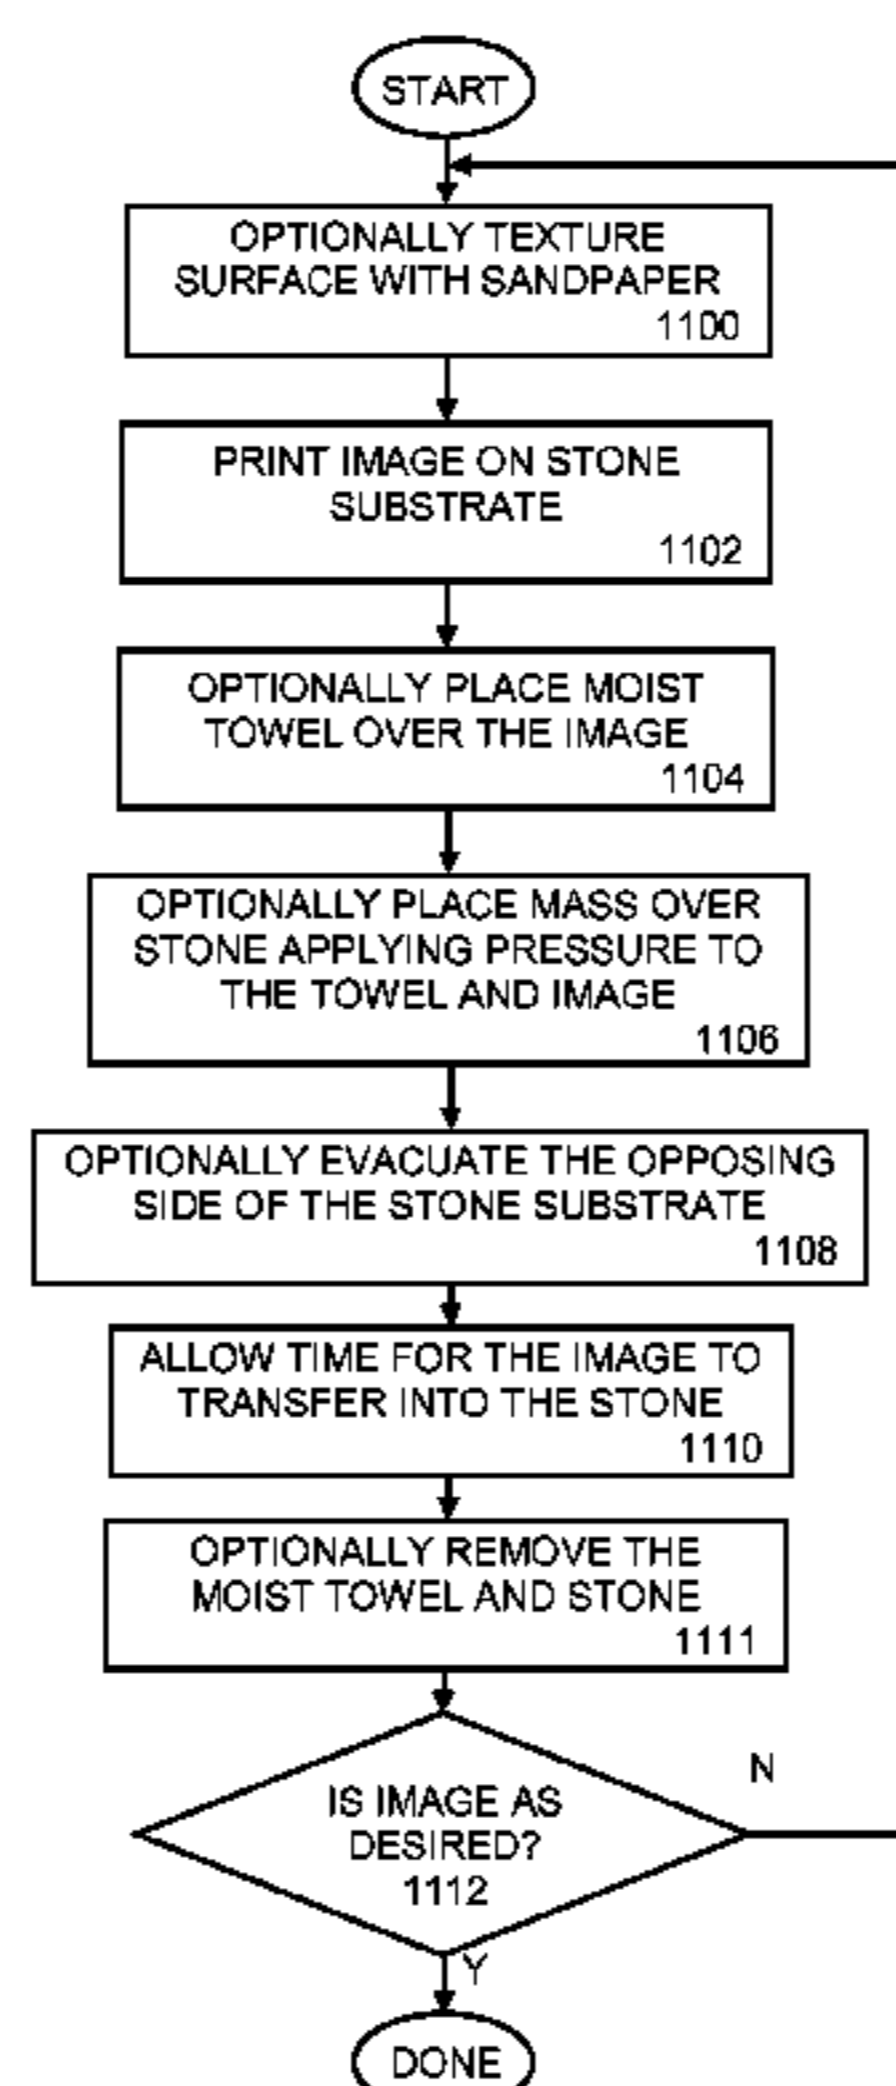 START
OPTIONALLY TEXTURE
SURFACE WITH SANDPAPER
1100
PRINT IMAGE ON STONE
SUBSTRATE
1102
OPTIONALLY PLACE MOIST
TOWEL OVER THE IMAGE
1104
OPTIONALLY PLACE MASS OVER
STONE APPLYING PRESSURE TO
THE TOWEL AND IMAGE
1106
OPTIONALLY EVACUATE THE OPPOSING
SIDE OF THE STONE SUBSTRATE
1108
ALLOW TIME FOR THE IMAGE TO
TRANSFER INTO THE STONE
1110
OPTIONALLY REMOVE THE
MOIST TOWEL AND STONE
1111
N
IS IMAGE AS
DESIRED?
1112
Y
DONE